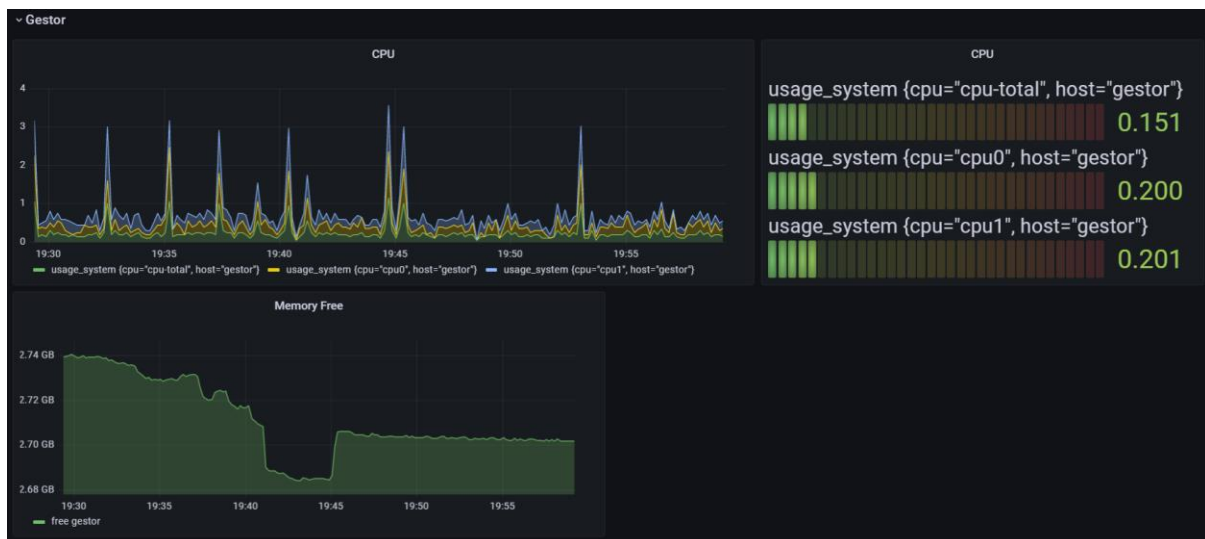 Gestor
CPU
4
3
2
1
0
19:30 19:35 19:40 19:45 19:50 19:55
usage_system {cpu="cpu-total", host="gestor"} usage_system {cpu="cpu0", host="gestor"} usage_system {cpu="cpu1", host="gestor"}
CPU
usage_system {cpu="cpu-total", host="gestor"}
0.151
usage_system {cpu="cpu0", host="gestor"}
0.200
usage_system {cpu="cpu1", host="gestor"}
0.201
Memory Free
2.74 GB
2.72 GB
2.70 GB
2.68 GB
19:30 19:35 19:40 19:45 19:50 19:55
free gestor